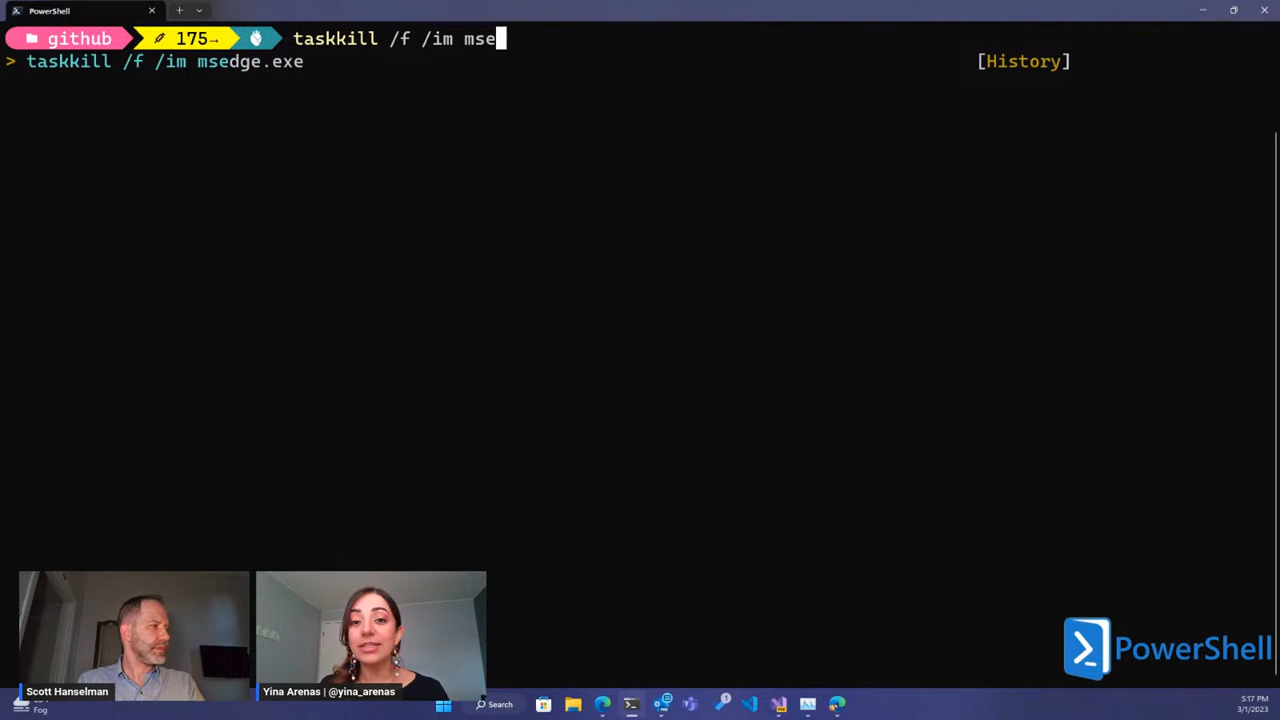 PowerShell
github 175→ taskkill /f /im mse
> taskkill /f /im msedge.exe [History]
PowerShell
Scott Hanselman
Yina Arenas | @yina_arenas
Fog
Search
5:17 PM
3/1/2023